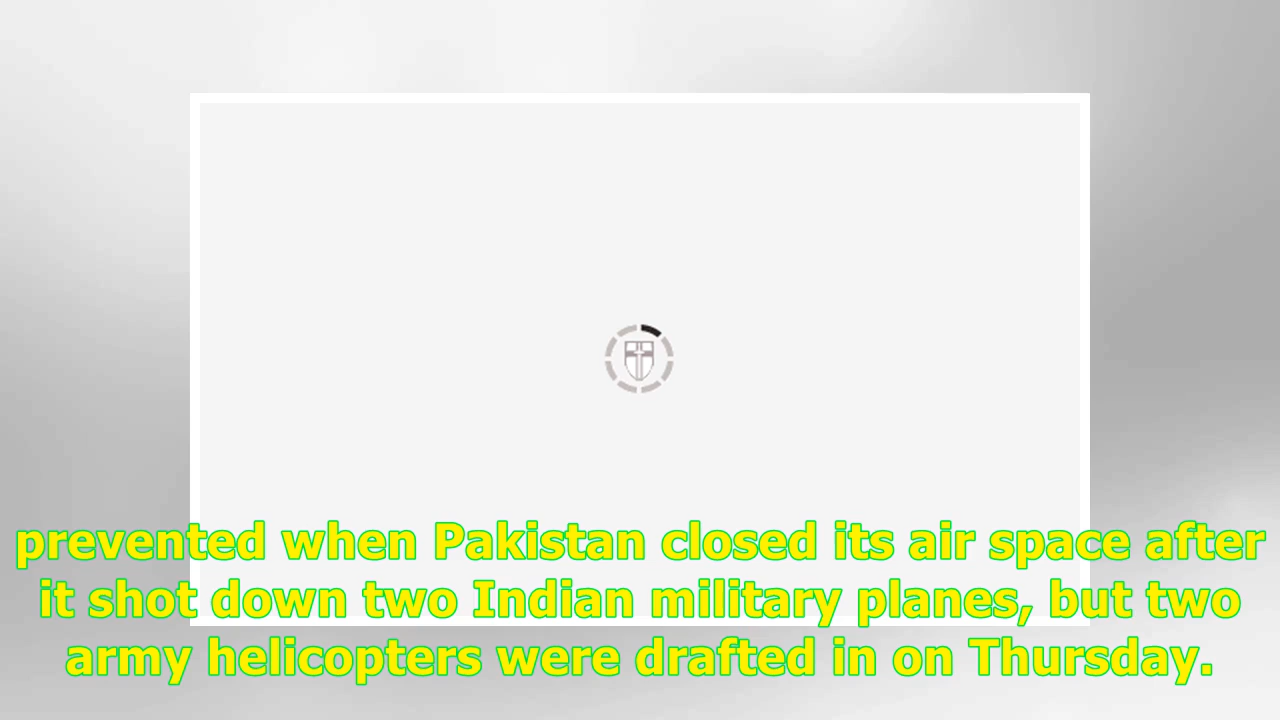 prevented when Pakistan closed its air space after
it shot down two Indian military planes, but two
army helicopters were drafted in on Thursday.